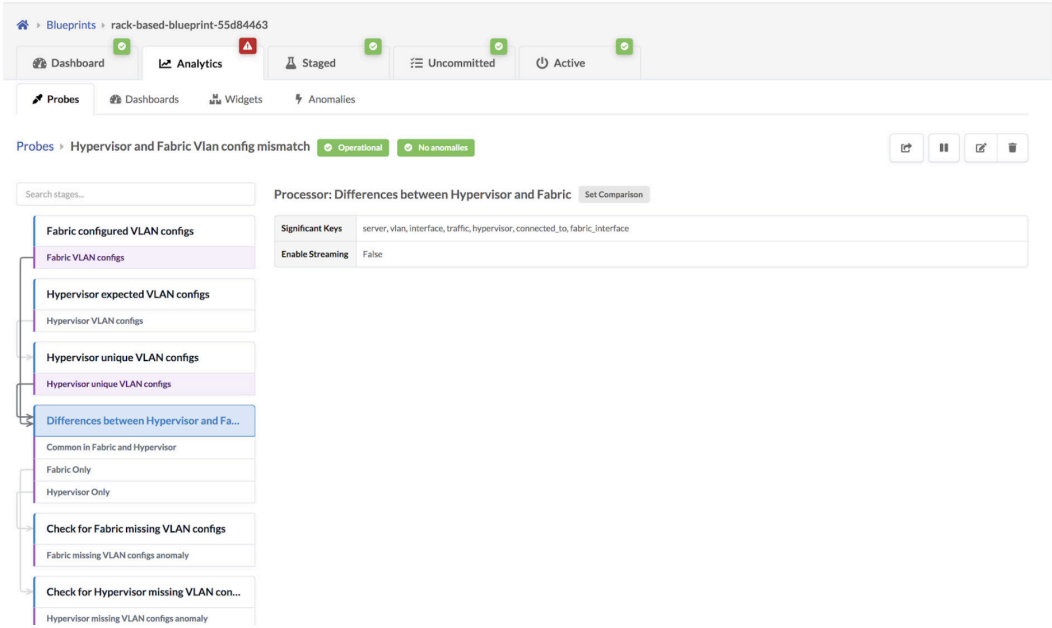 Blueprints rack-based-blueprint-55d84463
Dashboard Analytics Staged Uncommitted Active
Probes Dashboards Widgets Anomalies
Probes Hypervisor and Fabric Vlan config mismatch Operational No anomalies
Search stages...
Fabric configured VLAN configs
Fabric VLAN configs
Hypervisor expected VLAN configs
Hypervisor VLAN configs
Hypervisor unique VLAN configs
Hypervisor unique VLAN configs
Differences between Hypervisor and Fa...
Common in Fabric and Hypervisor
Fabric Only
Hypervisor Only
Check for Fabric missing VLAN configs
Fabric missing VLAN configs anomaly
Check for Hypervisor missing VLAN con...
Hypervisor missing VLAN configs anomaly
Processor: Differences between Hypervisor and Fabric Set Comparison
Significant Keys server, vlan, interface, traffic, hypervisor, connected_to, fabric_interface
Enable Streaming False